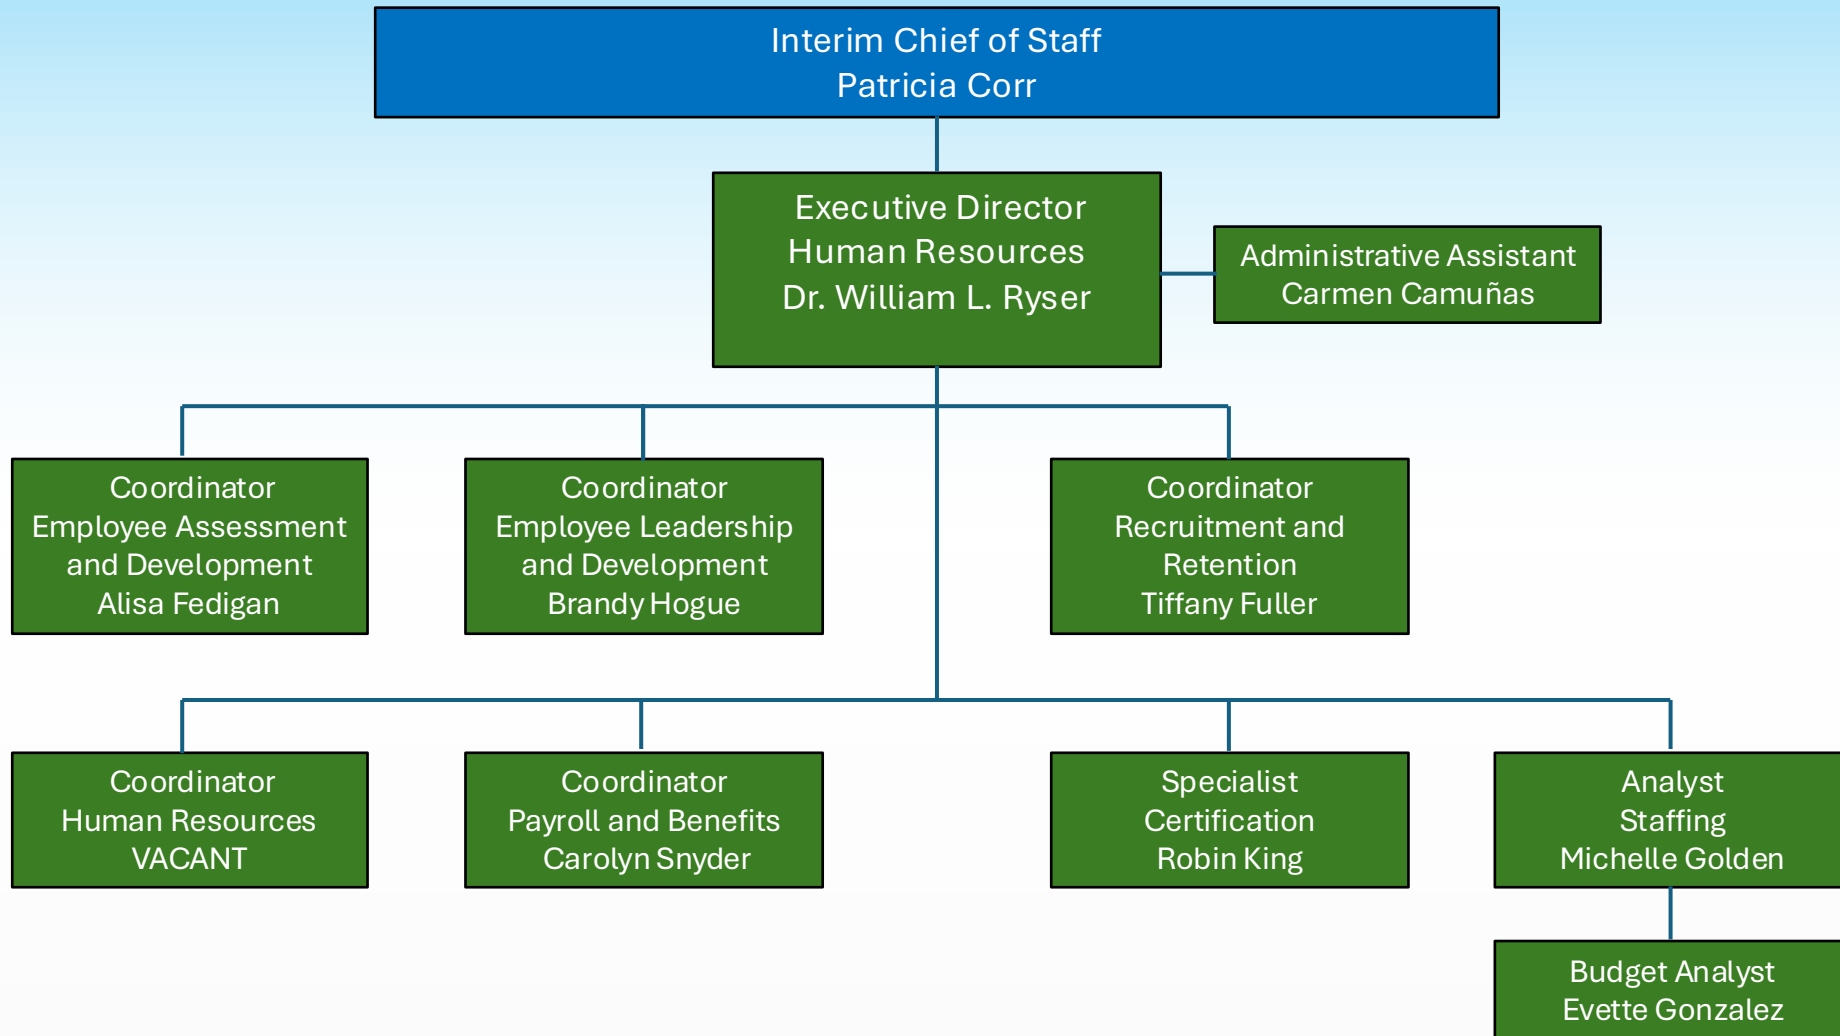 Interim Chief of Staff
Patricia Corr
Executive Director
Human Resources
Dr. William L. Ryser
Administrative Assistant
Carmen Camuñas
Coordinator
Employee Assessment
and Development
Alisa Fedigan
Coordinator
Employee Leadership
and Development
Brandy Hogue
Coordinator
Recruitment and
Retention
Tiffany Fuller
Coordinator
Human Resources
VACANT
Coordinator
Payroll and Benefits
Carolyn Snyder
Specialist
Certification
Robin King
Analyst
Staffing
Michelle Golden
Budget Analyst
Evette Gonzalez